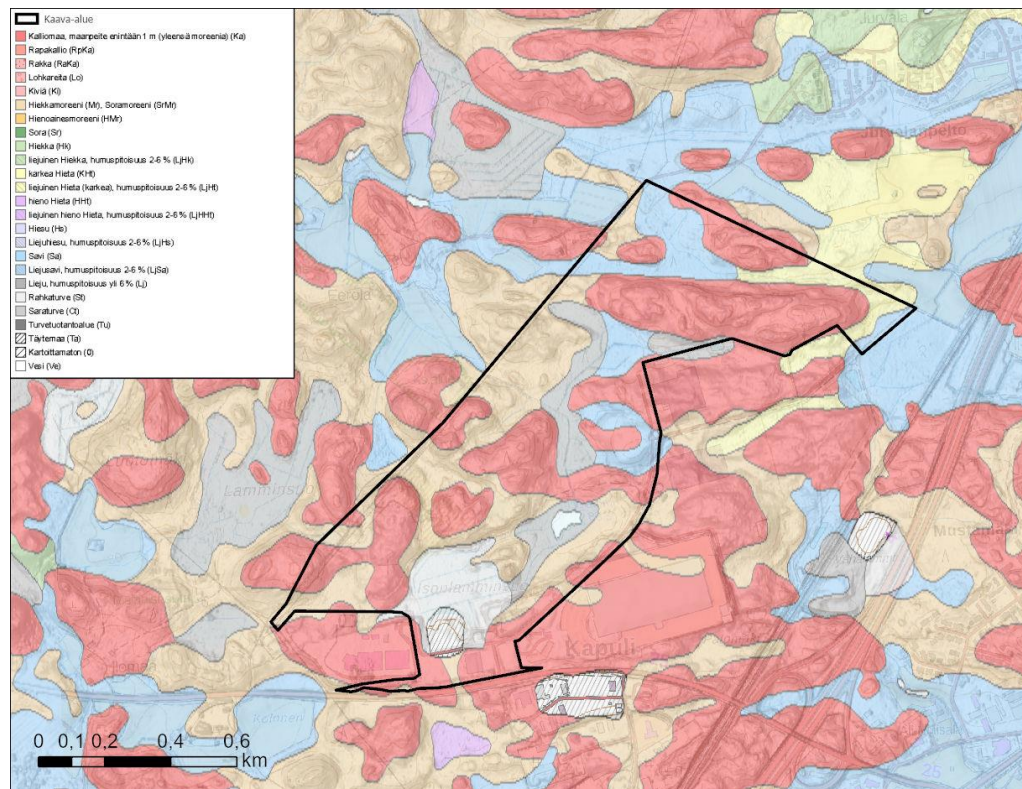 Kaava-alue
Kalliomaa, maanpeite enintään 1 m (yleensä moreenia) (Ka)
Rapakallio (RpKa)
Rakka (RaKa)
Lohkareita (Lo)
Kiviä (Ki)
Hiekkamoreeni (Mr), Soramoreeni (SrMr)
Hienoainesmoreeni (HMr)
Sora (Sr)
Hiekka (Hk)
liejuinen Hiekka, humuspitoisuus 2-6 % (LjHk)
karkea Hieta (KHt)
liejuinen Hieta (karkea), humuspitoisuus 2-6 % (LjHt)
hieno Hieta (HHt)
liejuinen hieno Hieta, humuspitoisuus 2-6 % (LjHHt)
Hiesu (Hs)
Liejuhiesu, humuspitoisuus 2-6 % (LjHs)
Savi (Sa)
Liejusavi, humuspitoisuus 2-6 % (LjSa)
Lieju, humuspitoisuus yli 6 % (Lj)
Rahkaturve (St)
Saraturve (Ct)
Turvetuotantoalue (Tu)
Täytemaa (Ta)
Kartoittamaton (0)
Vesi (Ve)
Jurvala
Kapuli
25
0 0,1 0,2 0,4 0,6
km